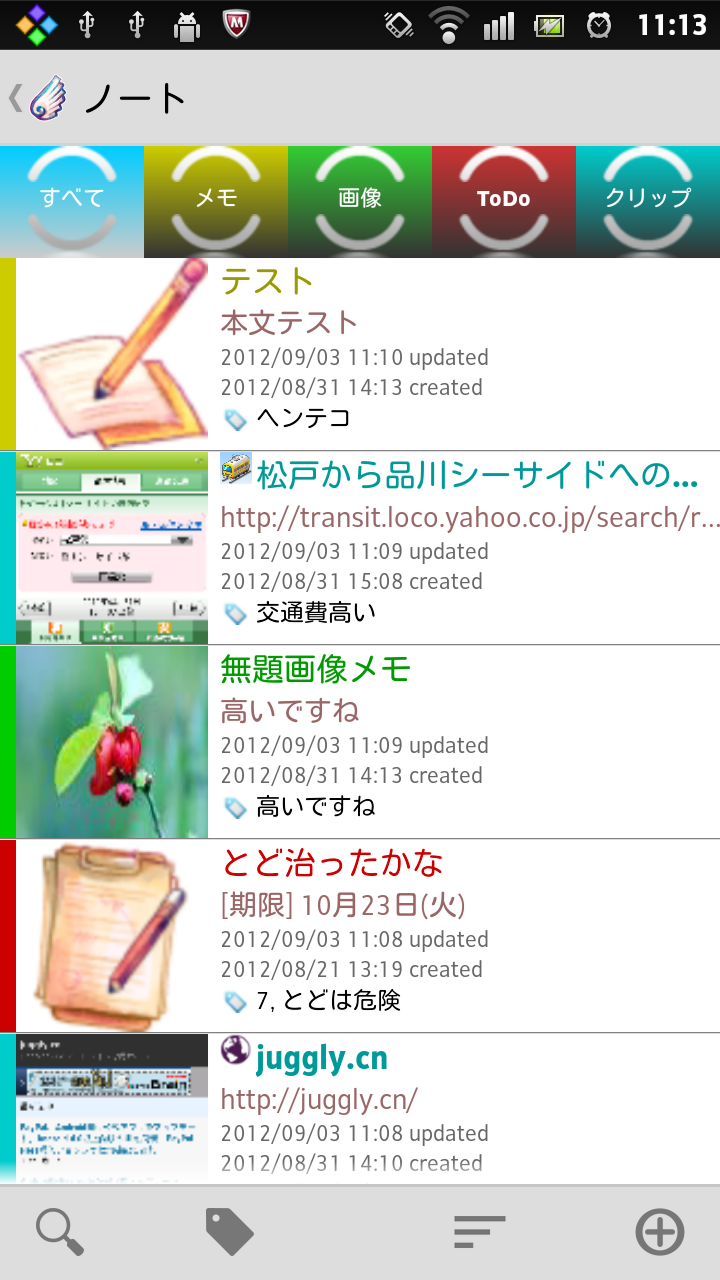 11:13
ノート
すべて
メモ
画像
ToDo
クリップ
テスト
本文テスト
2012/09/03 11:10 updated
2012/08/31 14:13 created
ヘンテコ
松戸から品川シーサイドへの...
http://transit.loco.yahoo.co.jp/search/r...
2012/09/03 11:09 updated
2012/08/31 15:08 created
交通費高い
無題画像メモ
高いですね
2012/09/03 11:09 updated
2012/08/31 14:13 created
高いですね
とど治ったかな
[期限] 10月23日(火)
2012/09/03 11:08 updated
2012/08/21 13:19 created
7, とどは危険
juggly.cn
http://juggly.cn/
2012/09/03 11:08 updated
2012/08/31 14:10 created